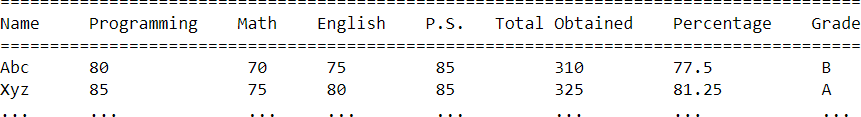 ====================================================================================
Name Programming Math English P.S. Total Obtained Percentage Grade
====================================================================================
Abc 80 70 75 85 310 77.5 B
Xyz 85 75 80 85 325 81.25 A
... ... ... ... ... ... ... ...